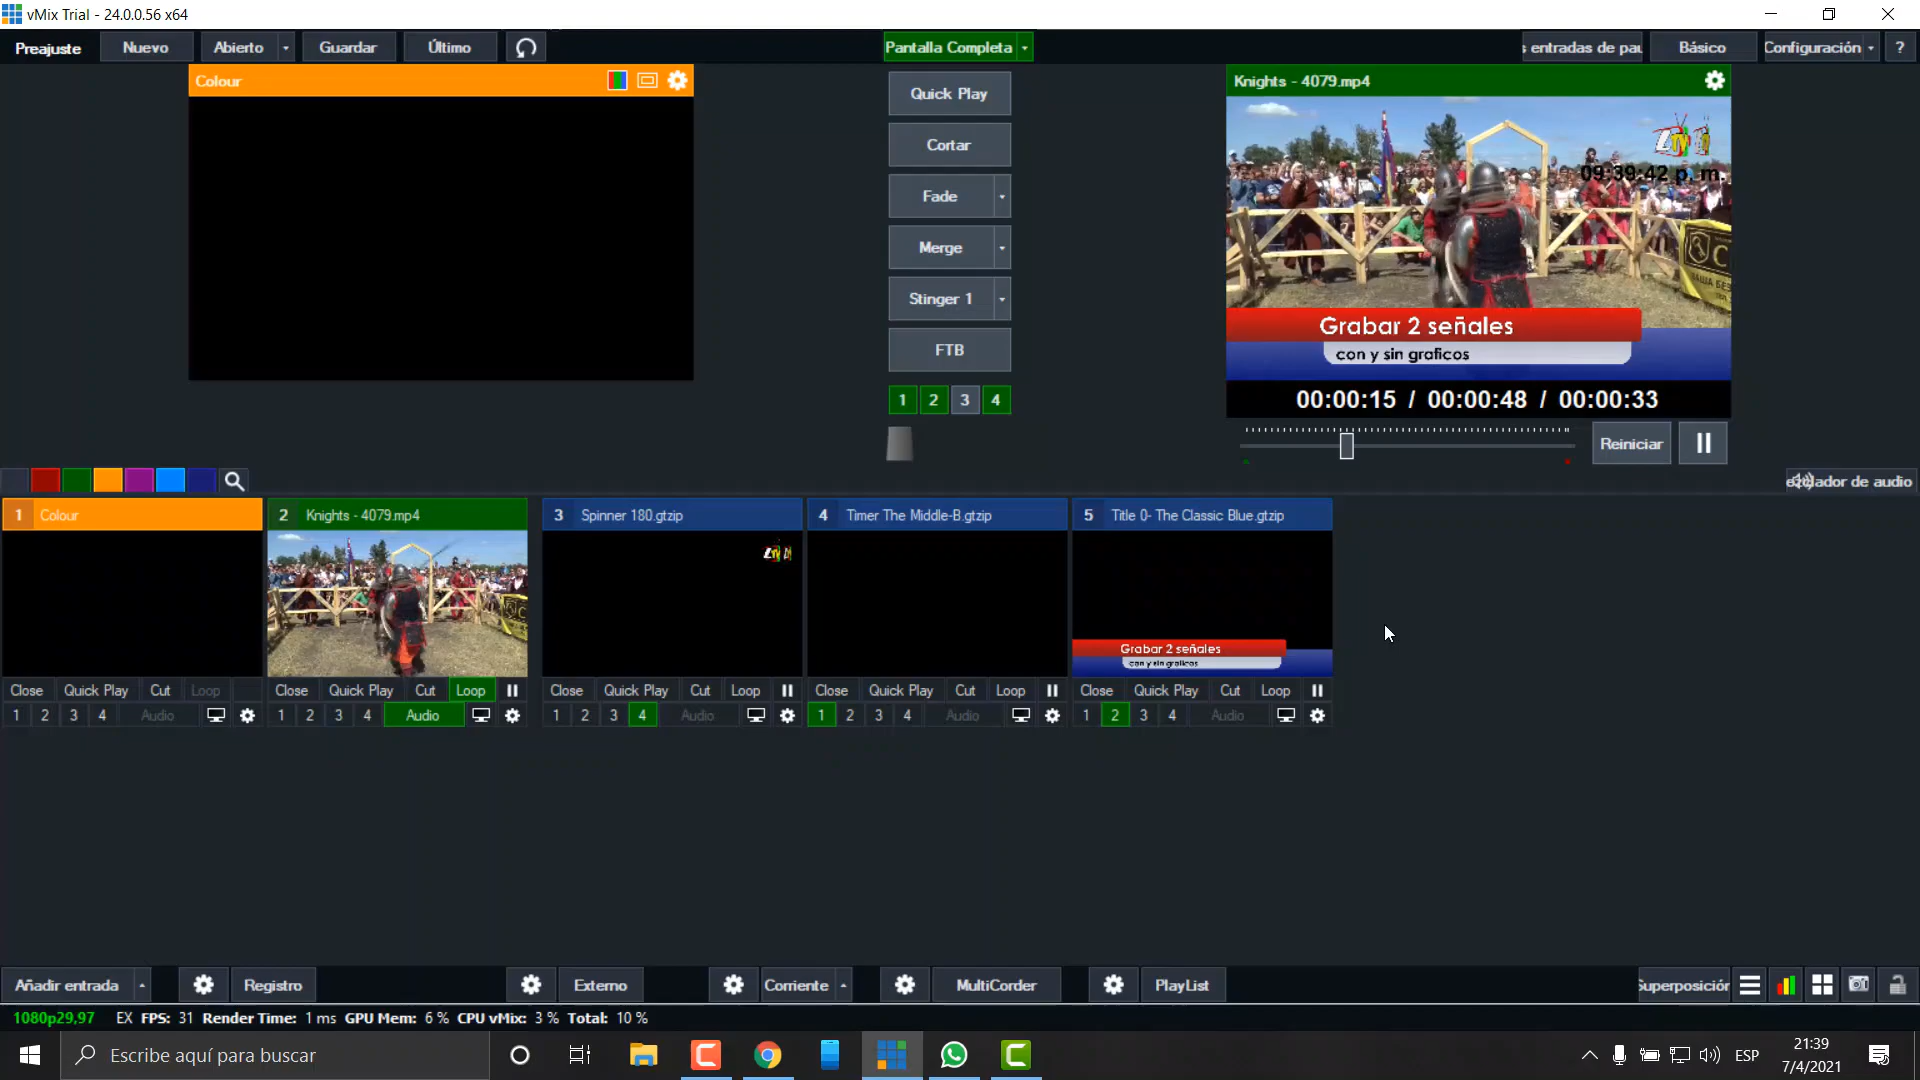 vMix Trial - 24.0.0.56 x64
Preajuste Nuevo Abierto Guardar Último Pantalla Completa entradas de pau Básico Configuración ?
Colour
Quick Play
Cortar
Fade
Merge
Stinger 1
FTB
1 2 3 4
Knights - 4079.mp4
09:39:42 p. m.
Grabar 2 señales
con y sin graficos
00:00:15 / 00:00:48 / 00:00:33
Reiniciar
ador de audio
1 Colour
2 Knights - 4079.mp4
3 Spinner 180.gtzip
4 Timer The Middle-B.gtzip
5 Title 0- The Classic Blue.gtzip
Grabar 2 señales
con y sin graficos
Close Quick Play Cut Loop Close Quick Play Cut Loop Close Quick Play Cut Loop Close Quick Play Cut Loop Close Quick Play Cut Loop
1 2 3 4 Audio 1 2 3 4 Audio 1 2 3 4 Audio 1 2 3 4 Audio 1 2 3 4 Audio
Añadir entrada Registro Externo Corriente MultiCorder PlayList Superposición
1080p29,97 EX FPS: 31 Render Time: 1 ms GPU Mem: 6 % CPU vMix: 3 % Total: 10 %
Escribe aquí para buscar
ESP
21:39
7/4/2021